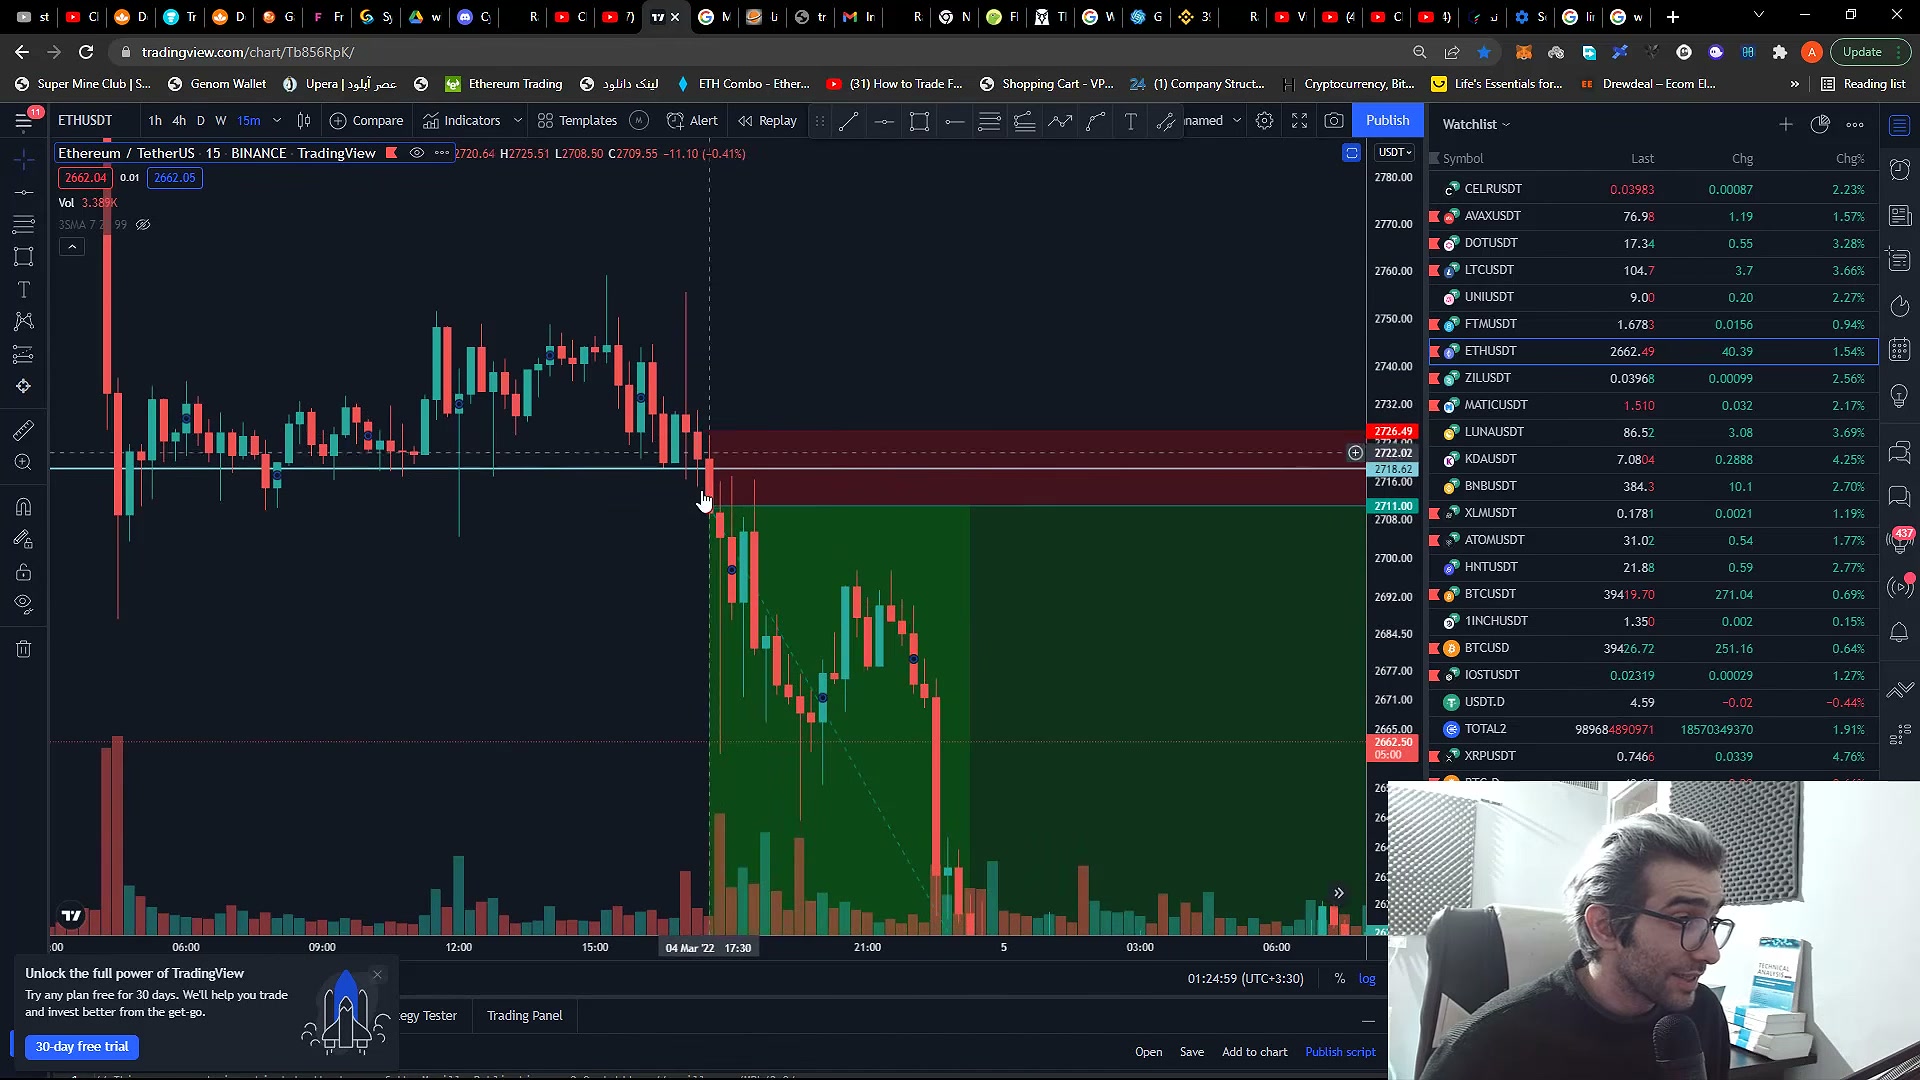 tradingview.com/chart/Tb856RpK/
Update
Super Mine Club | S...
Genom Wallet
Upera | عصر آپلود
Ethereum Trading
لینک دانلود
ETH Combo - Ether...
(31) How to Trade F...
Shopping Cart - VP...
(1) Company Struct...
Cryptocurrency, Bit...
Life's Essentials for...
Drewdeal – Ecom El...
Reading list
11
ETHUSDT
1h 4h D W 15m
Compare
Indicators
Templates
Alert
Replay
named
Publish
Ethereum / TetherUS · 15 · BINANCE · TradingView
2720.64 H2725.51 L2708.50 C2709.55 −11.10 (−0.41%)
2662.04 0.01 2662.05
Vol 3.389K
USDT
2780.00
2770.00
2760.00
2750.00
2740.00
2732.00
2726.49
2722.02
2718.62
2716.00
2711.00
2708.00
2700.00
2692.00
2684.50
2677.00
2671.00
2665.00
2662.50
05:00
Watchlist
Symbol Last Chg Chg%
CELRUSDT 0.03983 0.00087 2.23%
AVAXUSDT 76.98 1.19 1.57%
DOTUSDT 17.34 0.55 3.28%
LTCUSDT 104.7 3.7 3.66%
UNIUSDT 9.00 0.20 2.27%
FTMUSDT 1.6783 0.0156 0.94%
ETHUSDT 2662.49 40.39 1.54%
ZILUSDT 0.03968 0.00099 2.56%
MATICUSDT 1.510 0.032 2.17%
LUNAUSDT 86.52 3.08 3.69%
KDAUSDT 7.0804 0.2888 4.25%
BNBUSDT 384.3 10.1 2.70%
XLMUSDT 0.1781 0.0021 1.19%
ATOMUSDT 31.02 0.54 1.77%
HNTUSDT 21.88 0.59 2.77%
BTCUSDT 39419.70 271.04 0.69%
1INCHUSDT 1.350 0.002 0.15%
BTCUSD 39426.72 251.16 0.64%
IOSTUSDT 0.02319 0.00029 1.27%
USDT.D 4.59 −0.02 −0.44%
TOTAL2 989684890971 18570349370 1.91%
XRPUSDT 0.7466 0.0339 4.76%
437
06:00 09:00 12:00 15:00 04 Mar '22 17:30 21:00 5 03:00 06:00
01:24:59 (UTC+3:30) % log
Unlock the full power of TradingView
Try any plan free for 30 days. We'll help you trade
and invest better from the get-go.
30-day free trial
Tester
Trading Panel
Open Save Add to chart Publish script
TECHNICAL
ANALYSIS